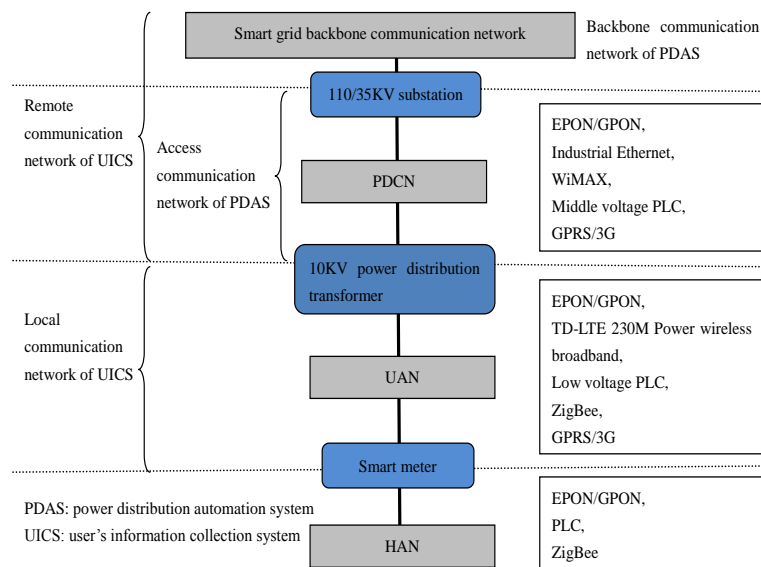 Smart grid backbone communication network
Backbone communication
network of PDAS
110/35KV substation
Remote
communication
network of UICS
Access
communication
network of PDAS
EPON/GPON,
Industrial Ethernet,
WiMAX,
Middle voltage PLC,
GPRS/3G
PDCN
10KV power distribution
transformer
Local
communication
network of UICS
EPON/GPON,
TD-LTE 230M Power wireless
broadband,
Low voltage PLC,
ZigBee,
GPRS/3G
UAN
Smart meter
PDAS: power distribution automation system
UICS: user’s information collection system
HAN
EPON/GPON,
PLC,
ZigBee